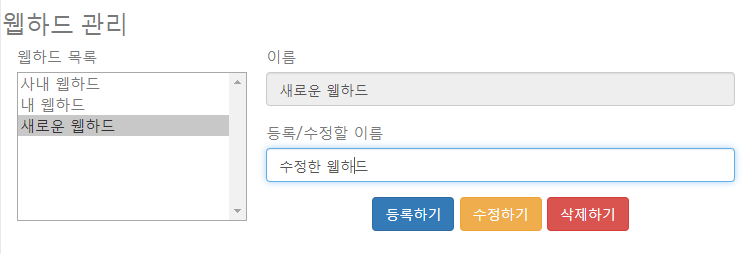 웹하드 관리
웹하드 목록
사내 웹하드
내 웹하드
새로운 웹하드
이름
새로운 웹하드
등록/수정할 이름
수정한 웹하드
등록하기 수정하기 삭제하기